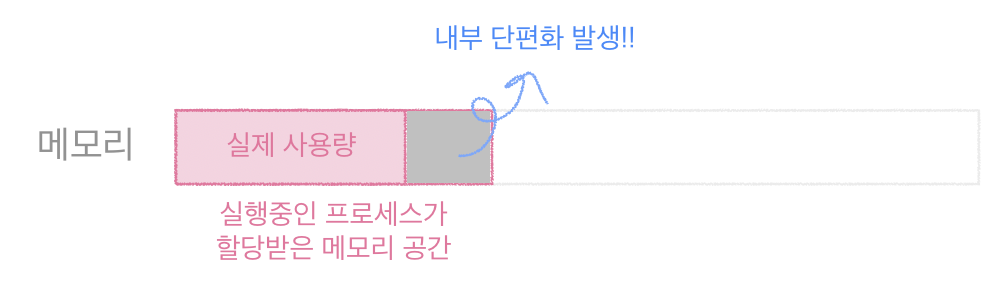 내부 단편화 발생!!
메모리
실제 사용량
실행중인 프로세스가
할당받은 메모리 공간